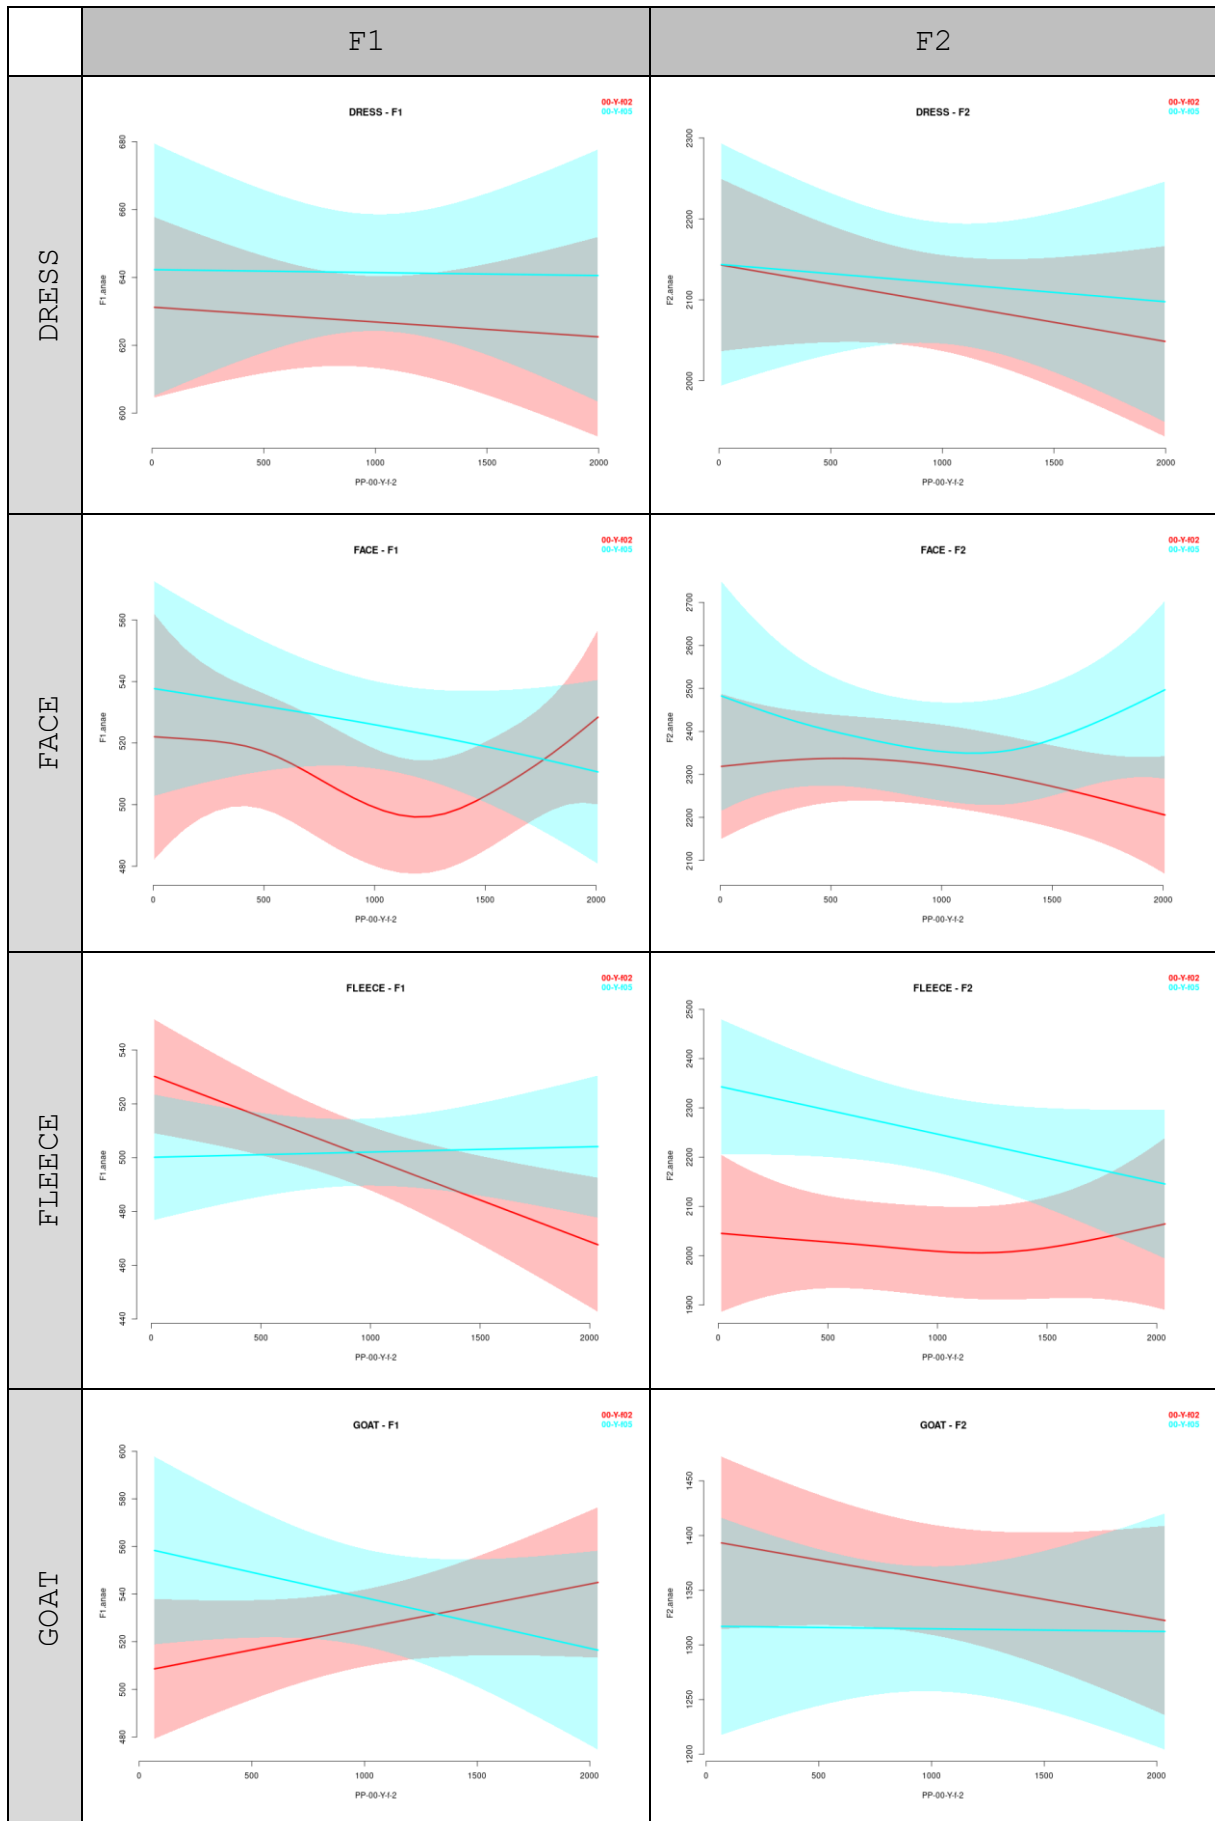 F1
F2
DRESS
DRESS - F1
00-Y-f02
00-Y-f05
F1.anae
680
660
640
620
600
0 500 1000 1500 2000
PP-00-Y-f-2
DRESS - F2
00-Y-f02
00-Y-f05
F2.anae
2300
2200
2100
2000
0 500 1000 1500 2000
PP-00-Y-f-2
FACE
FACE - F1
00-Y-f02
00-Y-f05
F1.anae
560
540
520
500
480
0 500 1000 1500 2000
PP-00-Y-f-2
FACE - F2
00-Y-f02
00-Y-f05
F2.anae
2700
2600
2500
2400
2300
2200
2100
0 500 1000 1500 2000
PP-00-Y-f-2
FLEECE
FLEECE - F1
00-Y-f02
00-Y-f05
F1.anae
540
520
500
480
460
440
0 500 1000 1500 2000
PP-00-Y-f-2
FLEECE - F2
00-Y-f02
00-Y-f05
F2.anae
2500
2400
2300
2200
2100
2000
1900
0 500 1000 1500 2000
PP-00-Y-f-2
GOAT
GOAT - F1
00-Y-f02
00-Y-f05
F1.anae
600
580
560
540
520
500
480
0 500 1000 1500 2000
PP-00-Y-f-2
GOAT - F2
00-Y-f02
00-Y-f05
F2.anae
1450
1400
1350
1300
1250
1200
0 500 1000 1500 2000
PP-00-Y-f-2